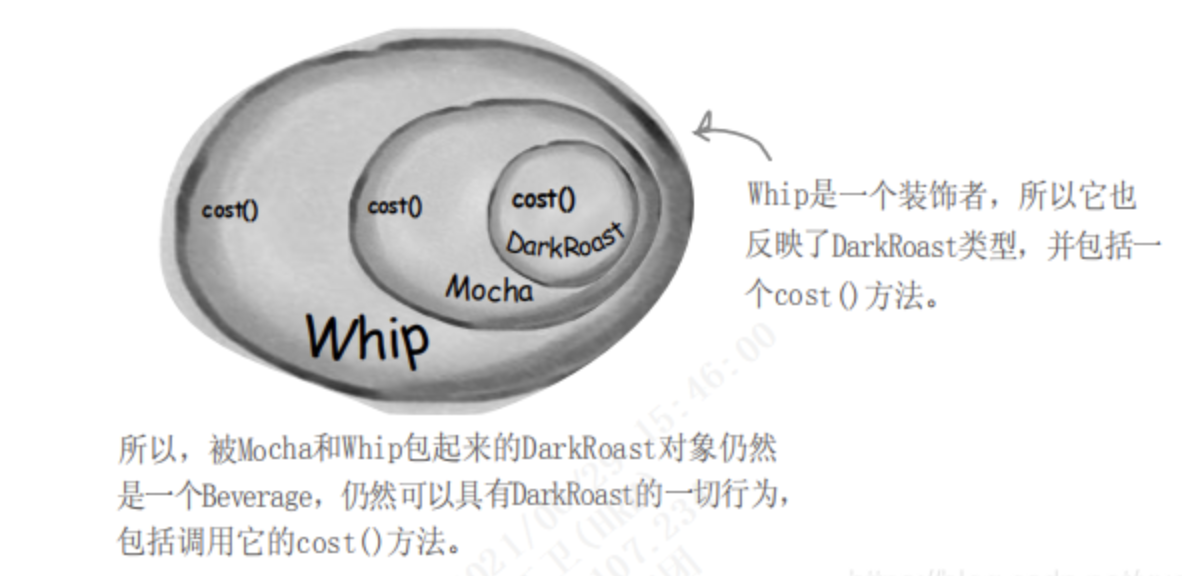 cost()
cost()
cost()
DarkRoast
Mocha
Whip
Whip是一个装饰者，所以它也
反映了DarkRoast类型，并包括一
个cost()方法。
所以，被Mocha和Whip包起来的DarkRoast对象仍然
是一个Beverage，仍然可以具有DarkRoast的一切行为，
包括调用它的cost()方法。
15:46:00